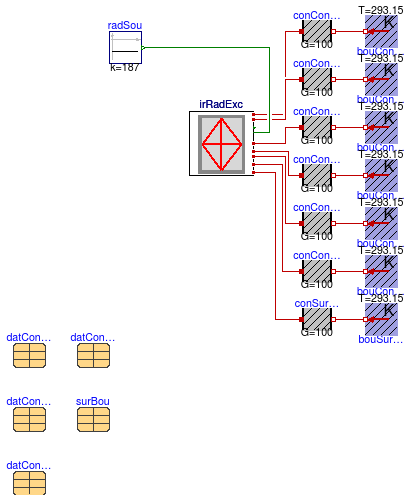 radSou
k=187
irRadExc
conCon...
G=100
T=293.15
K
bouCon...
conCon...
G=100
T=293.15
K
bouCon...
conCon...
G=100
T=293.15
K
bouCon...
conCon...
G=100
T=293.15
K
bouCon...
conCon...
G=100
T=293.15
K
bouCon...
conCon...
G=100
T=293.15
K
bouCon...
conSur...
G=100
T=293.15
K
bouSur...
datCon...
datCon...
datCon...
surBou
datCon...